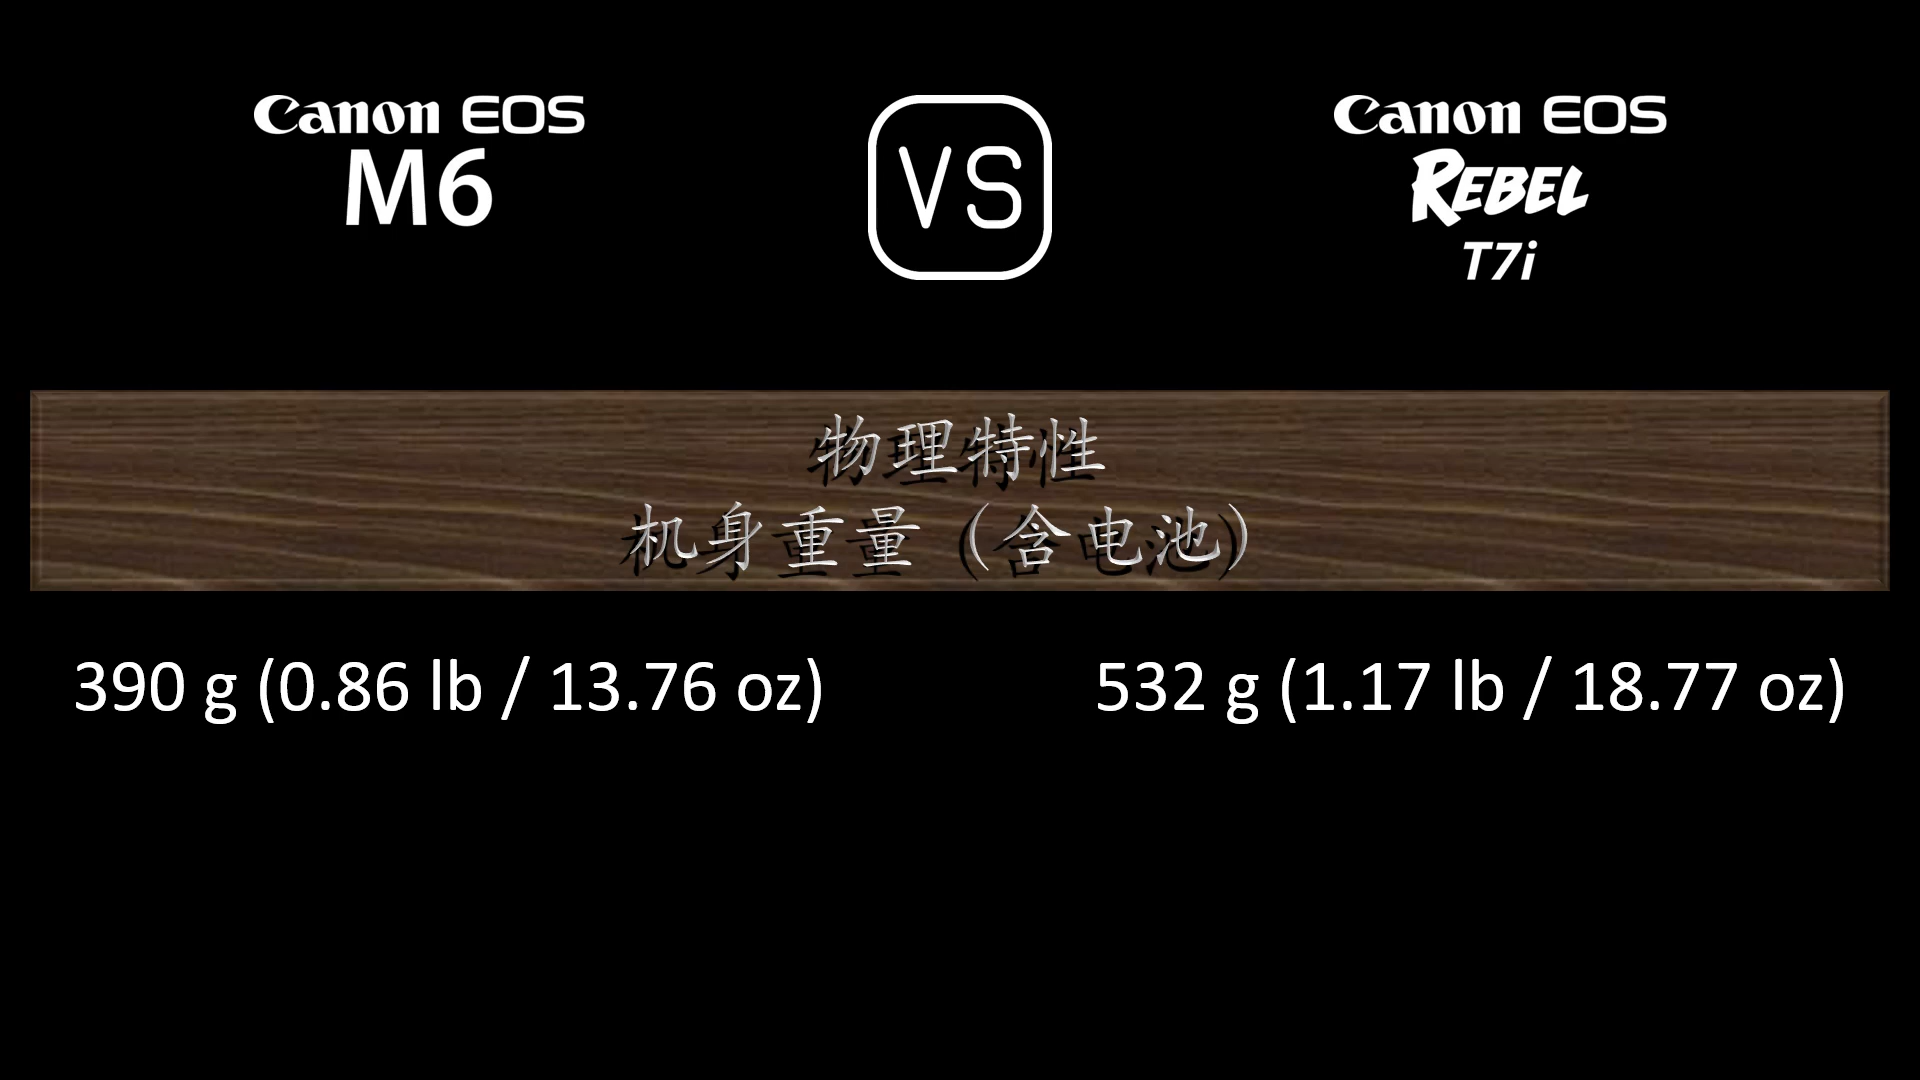 Canon EOS
M6
VS
Canon EOS
REBEL
T7i
物理特性
机身重量（含电池）
390 g (0.86 lb / 13.76 oz)
532 g (1.17 lb / 18.77 oz)